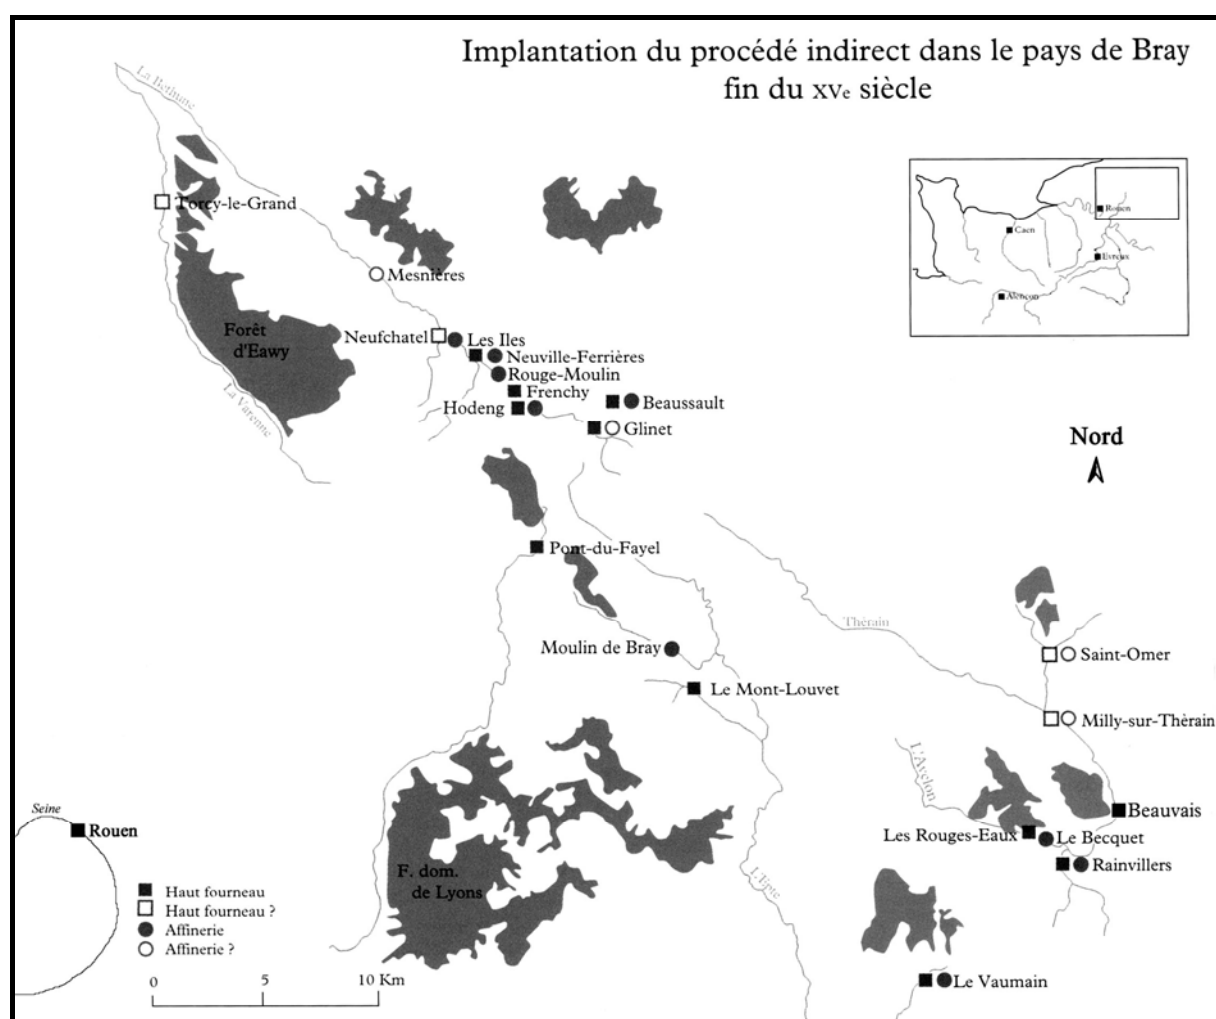 Implantation du procédé indirect dans le pays de Bray
fin du XVe siècle
La Béthune
Torcy-le-Grand
Mesnières
Forêt
d'Eawy
La Varenne
Neufchatel
Les Iles
Neuville-Ferrières
Rouge-Moulin
Frenchy
Hodeng
Beaussault
Glinet
Rouen
Caen
Evreux
Alençon
Nord
Pont-du-Fayel
Thérain
Moulin de Bray
Saint-Omer
Le Mont-Louvet
Milly-sur-Thèrain
L'Avelon
Beauvais
Les Rouges-Eaux
Le Becquet
Rainvillers
Seine
Rouen
F. dom.
de Lyons
L'Epte
Le Vaumain
Haut fourneau
Haut fourneau ?
Affinerie
Affinerie ?
0 5 10 Km